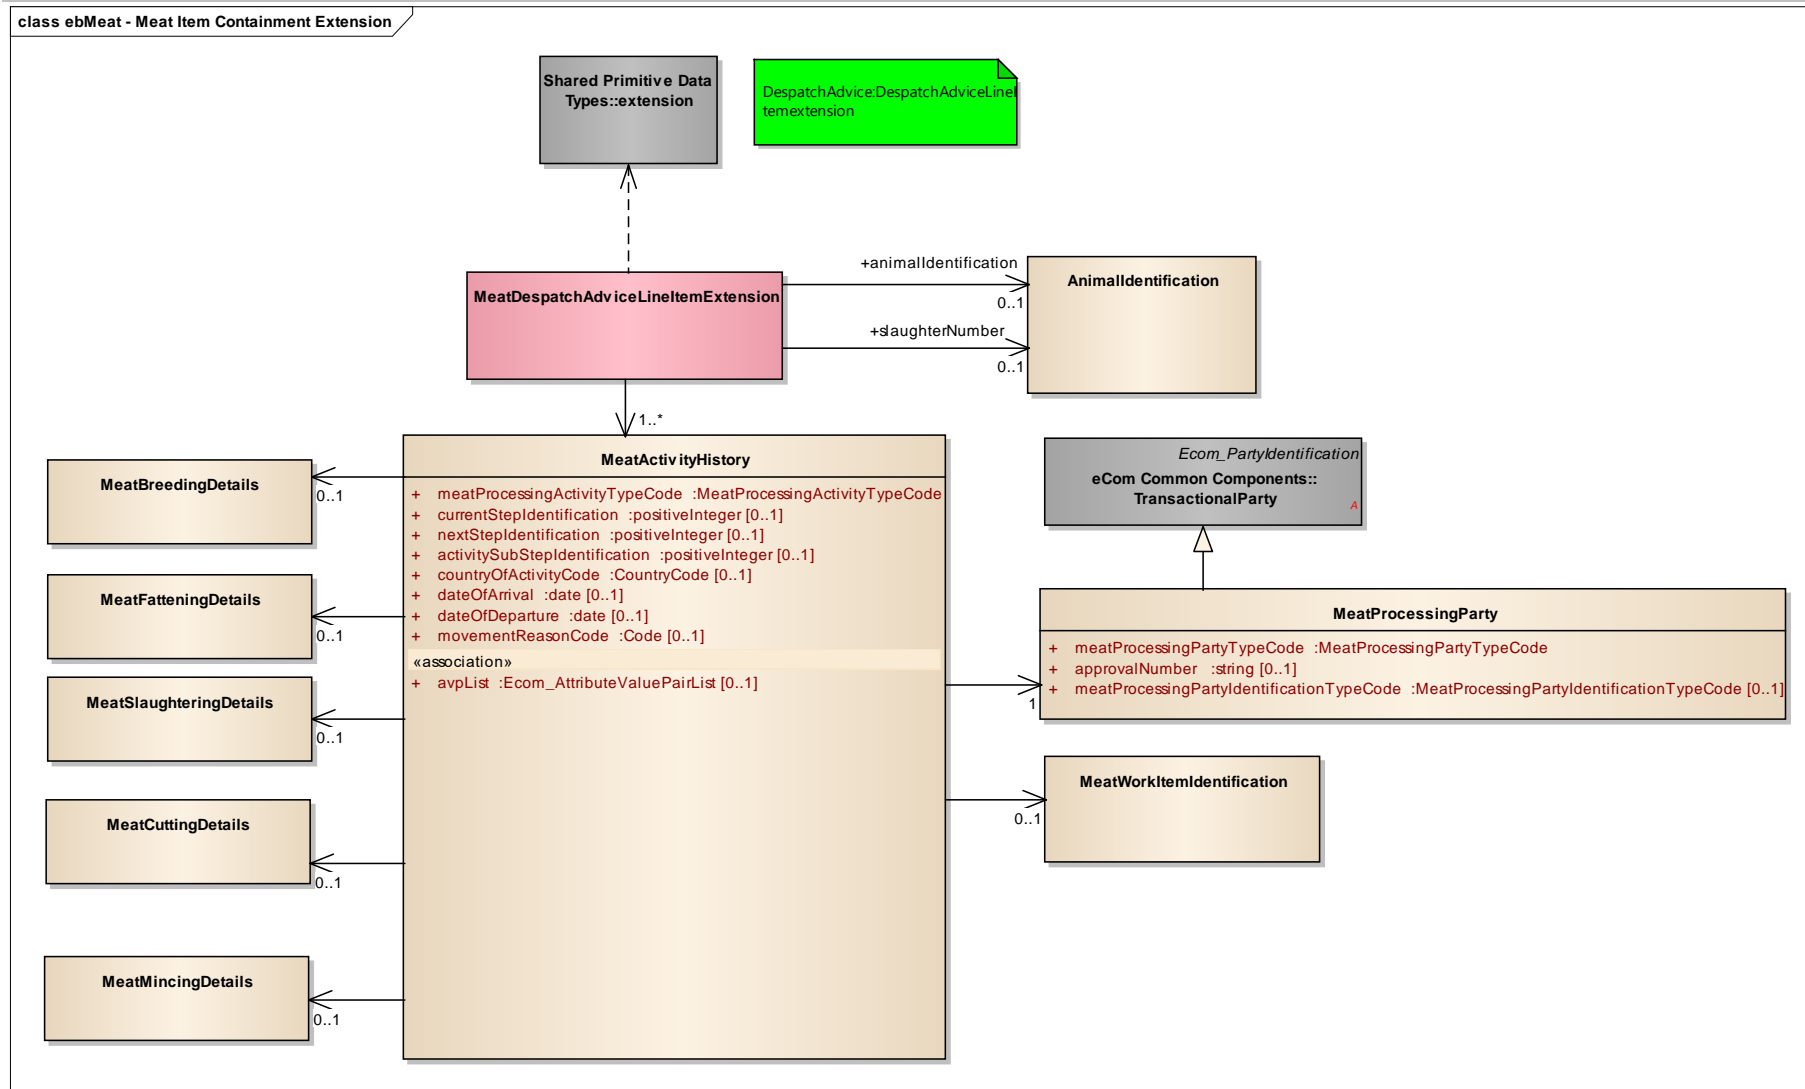 class ebMeat - Meat Item Containment Extension
Shared Primitive Data
Types::extension
DespatchAdvice:DespatchAdviceLineI
temextension
MeatDespatchAdviceLineItemExtension
+animalIdentification
0..1
+slaughterNumber
0..1
AnimalIdentification
1..*
MeatActivityHistory
+ meatProcessingActivityTypeCode :MeatProcessingActivityTypeCode
+ currentStepIdentification :positiveInteger [0..1]
+ nextStepIdentification :positiveInteger [0..1]
+ activitySubStepIdentification :positiveInteger [0..1]
+ countryOfActivityCode :CountryCode [0..1]
+ dateOfArrival :date [0..1]
+ dateOfDeparture :date [0..1]
+ movementReasonCode :Code [0..1]
«association»
+ avpList :Ecom_AttributeValuePairList [0..1]
MeatBreedingDetails
0..1
MeatFatteningDetails
0..1
MeatSlaughteringDetails
0..1
MeatCuttingDetails
0..1
MeatMincingDetails
0..1
Ecom_PartyIdentification
eCom Common Components::
TransactionalParty
A
MeatProcessingParty
+ meatProcessingPartyTypeCode :MeatProcessingPartyTypeCode
+ approvalNumber :string [0..1]
+ meatProcessingPartyIdentificationTypeCode :MeatProcessingPartyIdentificationTypeCode [0..1]
1
MeatWorkItemIdentification
0..1